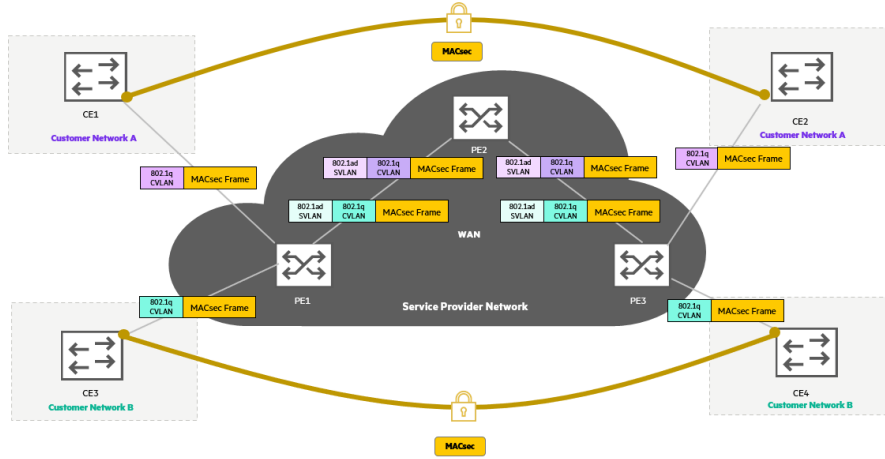 MACsec
CE1
Customer Network A
CE2
Customer Network A
PE2
802.1q
CVLAN
MACsec Frame
802.1ad
SVLAN
802.1q
CVLAN
MACsec Frame
802.1ad
SVLAN
802.1q
CVLAN
MACsec Frame
802.1q
CVLAN
MACsec Frame
802.1ad
SVLAN
802.1q
CVLAN
MACsec Frame
802.1ad
SVLAN
802.1q
CVLAN
MACsec Frame
WAN
PE1
PE3
Service Provider Network
802.1q
CVLAN
MACsec Frame
802.1q
CVLAN
MACsec Frame
CE3
Customer Network B
CE4
Customer Network B
MACsec